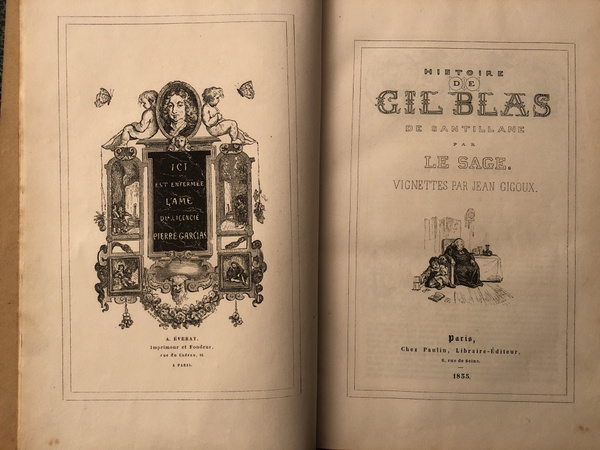 ICI
EST ENFERMÉE
L'AME
DU LICENCIÉ
PIERRE GARCIAS
A. ÉVERAT,
Imprimeur et Fondeur,
rue du Cadran, 16
A PARIS.
HISTOIRE
DE
GIL BLAS
DE SANTILLANE
PAR
LE SAGE.
VIGNETTES PAR JEAN GIGOUX.
Paris,
Chez Paulin, Libraire-Éditeur,
rue de Seine.
1835.